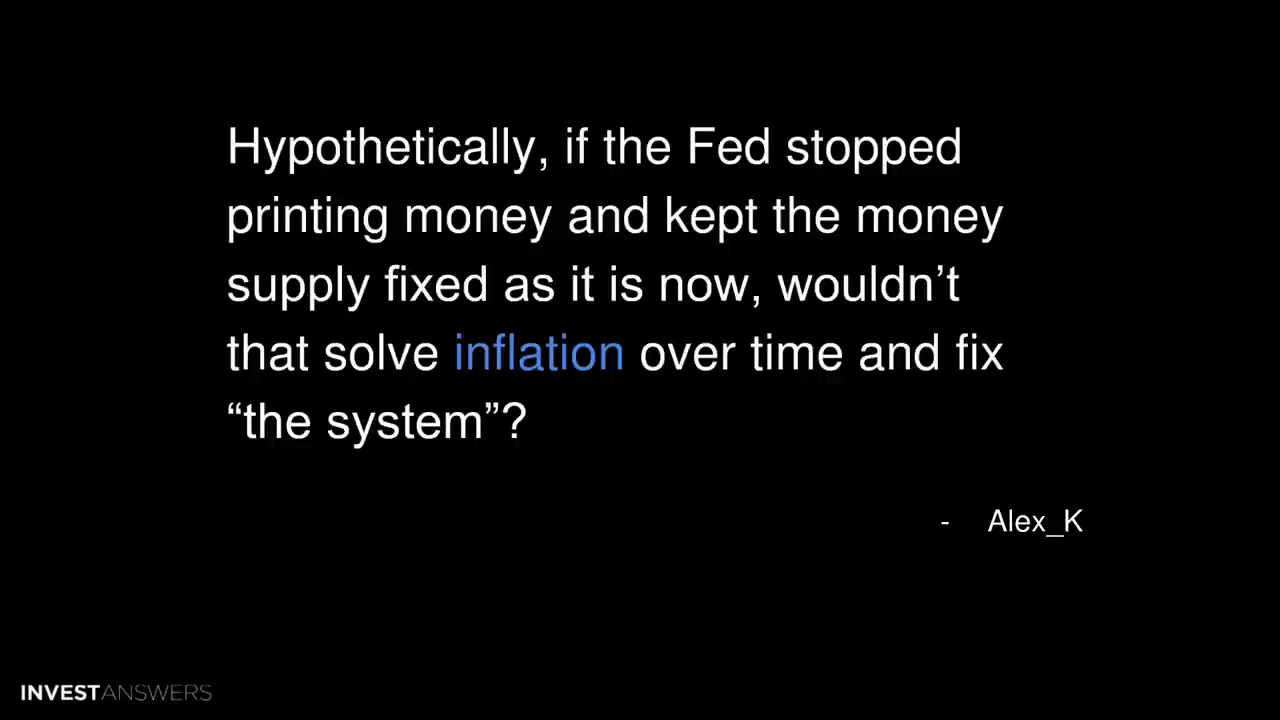 Hypothetically, if the Fed stopped
printing money and kept the money
supply fixed as it is now, wouldn’t
that solve inflation over time and fix
“the system”?
- Alex_K
INVESTANSWERS